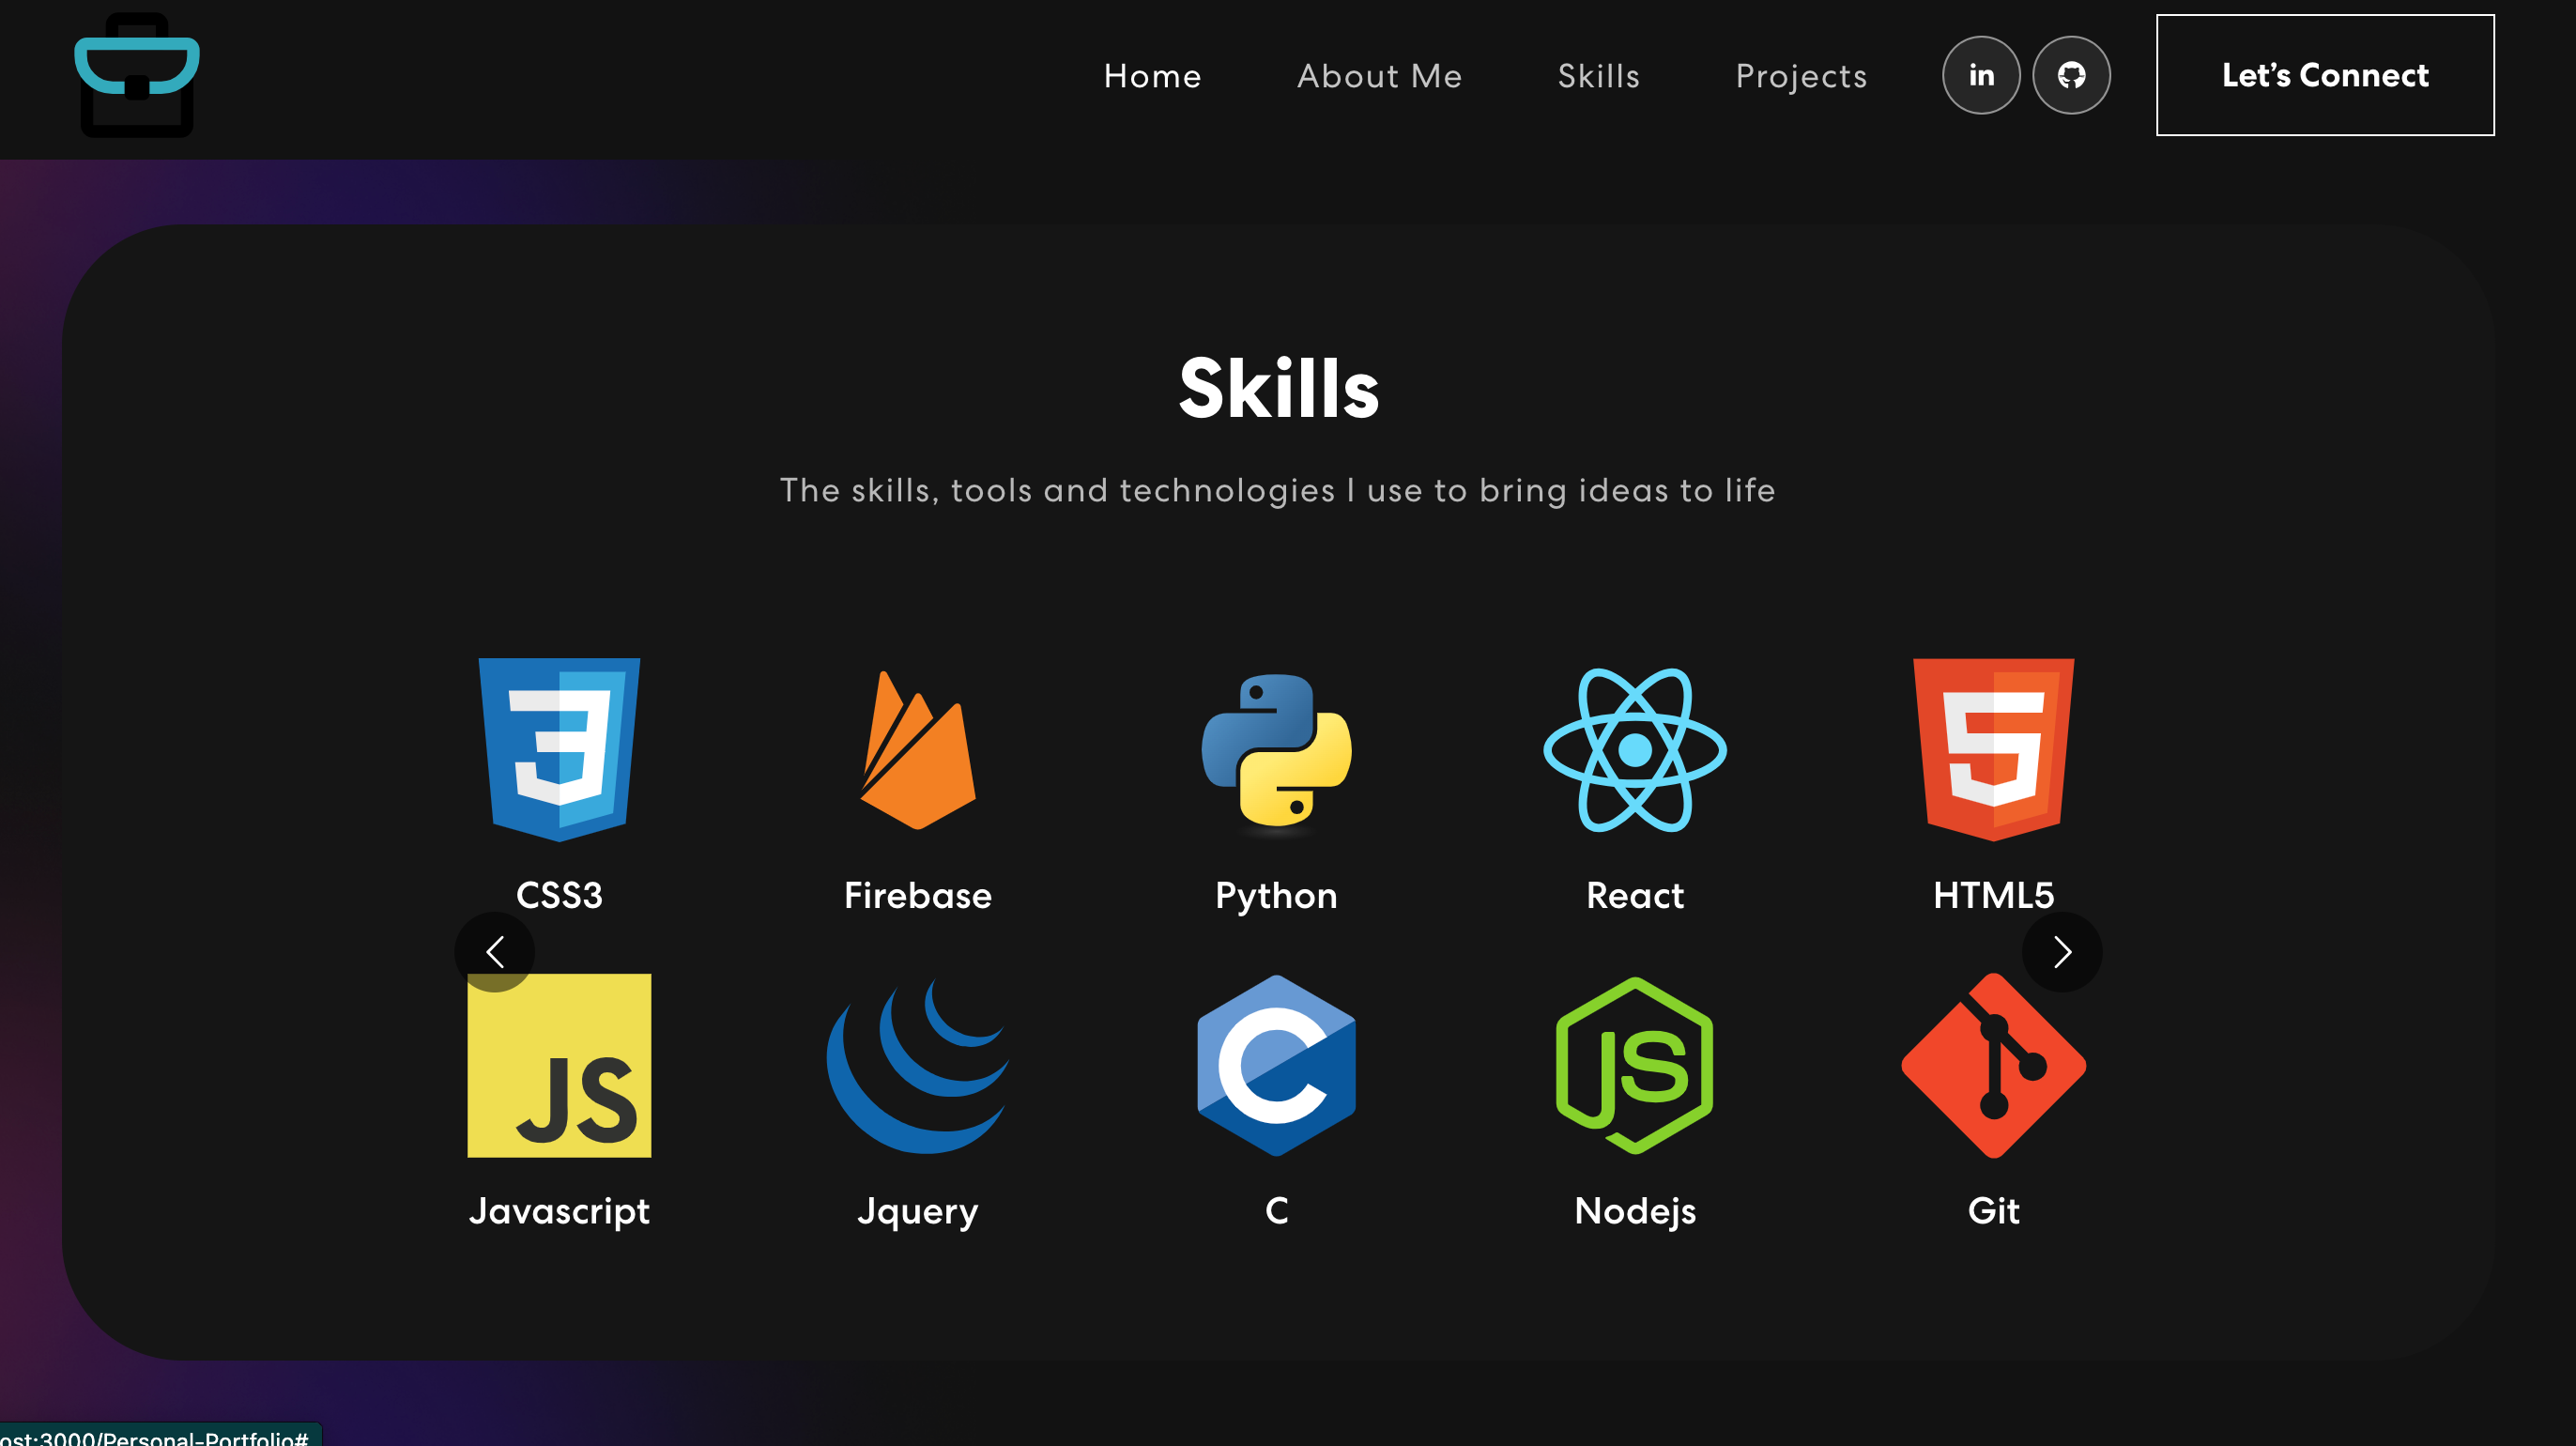 Home About Me Skills Projects in Let’s Connect
Skills
The skills, tools and technologies I use to bring ideas to life
CSS3 Firebase Python React HTML5
JS JS
Javascript Jquery C Nodejs Git
ost:3000/Personal-Portfolio#